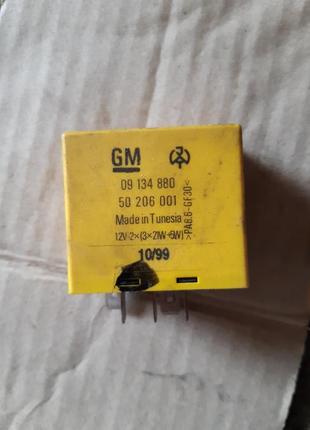 GM
09 134 880
50 206 001
Made in Tunesia
12V 2×(3×21W+5W)
>PA6.6-GF30<
10/99